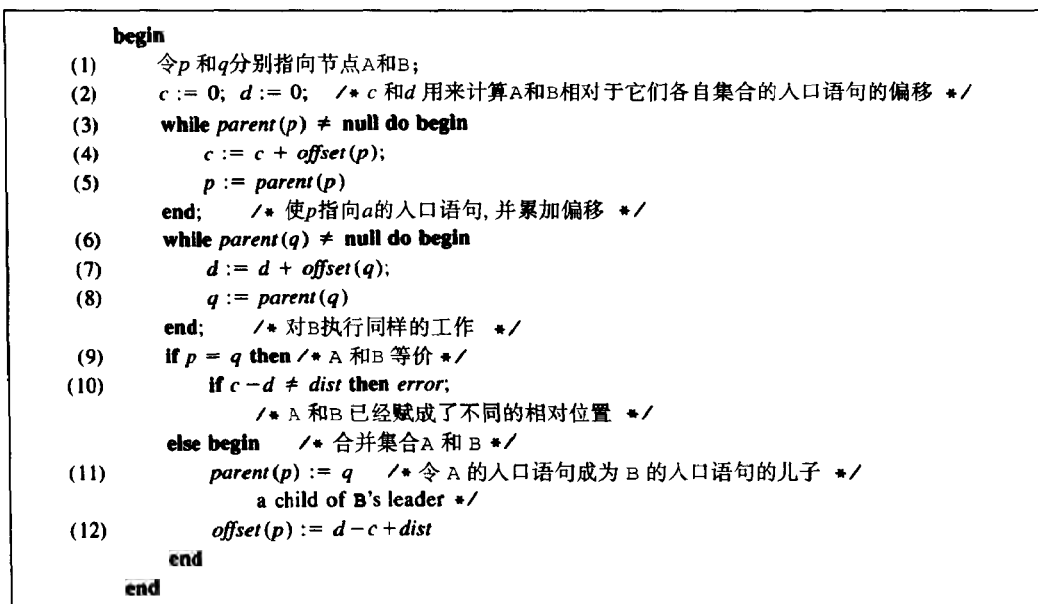 begin
(1) 令p 和q分别指向节点A和B;
(2) c := 0; d := 0; /* c 和d 用来计算A和B相对于它们各自集合的人口语句的偏移 */
(3) while parent(p) ≠ null do begin
(4) c := c + offset(p);
(5) p := parent(p)
end; /* 使p指向a的人口语句, 并累加偏移 */
(6) while parent(q) ≠ null do begin
(7) d := d + offset(q);
(8) q := parent(q)
end; /* 对B执行同样的工作 */
(9) if p = q then /* A 和B 等价 */
(10) if c − d ≠ dist then error;
/* A 和B 已经赋成了不同的相对位置 */
else begin /* 合并集合A 和 B */
(11) parent(p) := q /* 令 A 的人口语句成为 B 的人口语句的儿子 */
a child of B's leader */
(12) offset(p) := d − c + dist
end
end